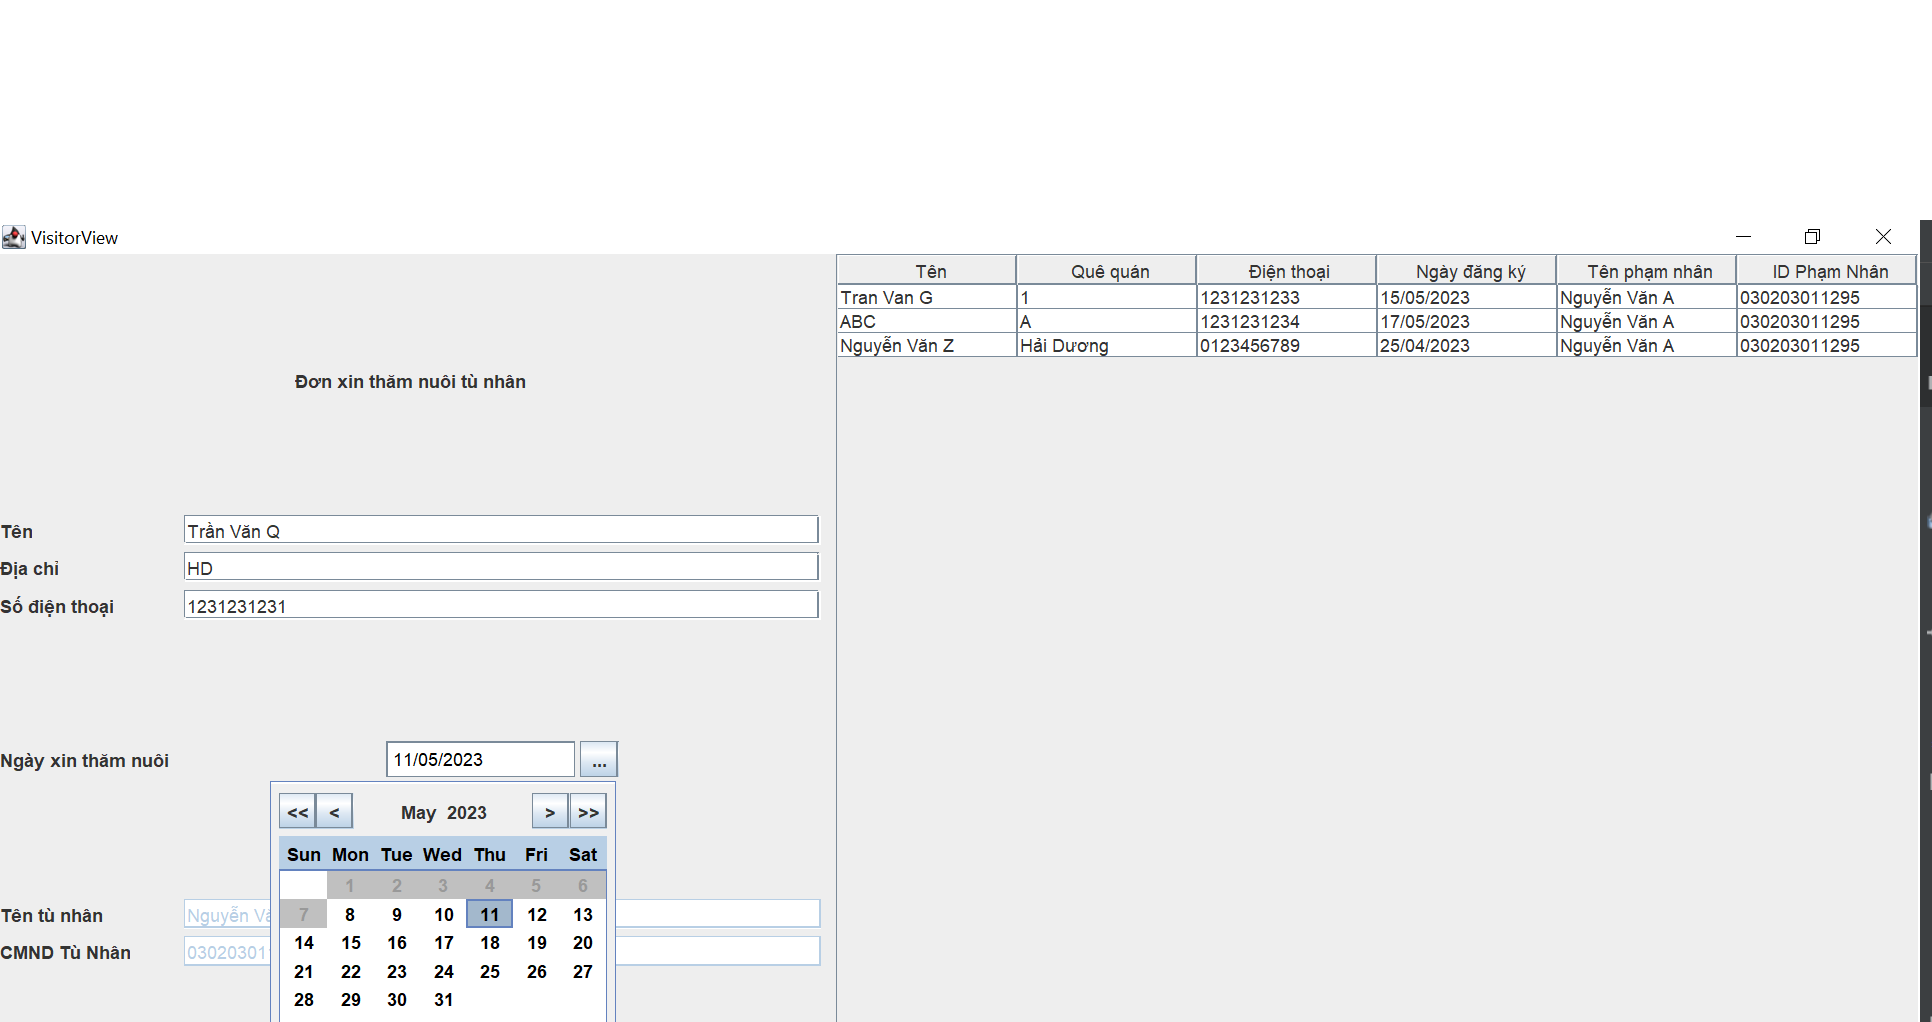 VisitorView
Đơn xin thăm nuôi tù nhân
Tên Trần Văn Q
Địa chỉ HD
Số điện thoại 1231231231
Ngày xin thăm nuôi 11/05/2023 ...
<< < May 2023 > >>
Sun Mon Tue Wed Thu Fri Sat
1 2 3 4 5 6
7 8 9 10 11 12 13
14 15 16 17 18 19 20
21 22 23 24 25 26 27
28 29 30 31
Tên tù nhân Nguyễn
CMND Tù Nhân 03020301
Tên Quê quán Điện thoại Ngày đăng ký Tên phạm nhân ID Phạm Nhân
Tran Van G 1 1231231233 15/05/2023 Nguyễn Văn A 030203011295
ABC A 1231231234 17/05/2023 Nguyễn Văn A 030203011295
Nguyễn Văn Z Hải Dương 0123456789 25/04/2023 Nguyễn Văn A 030203011295